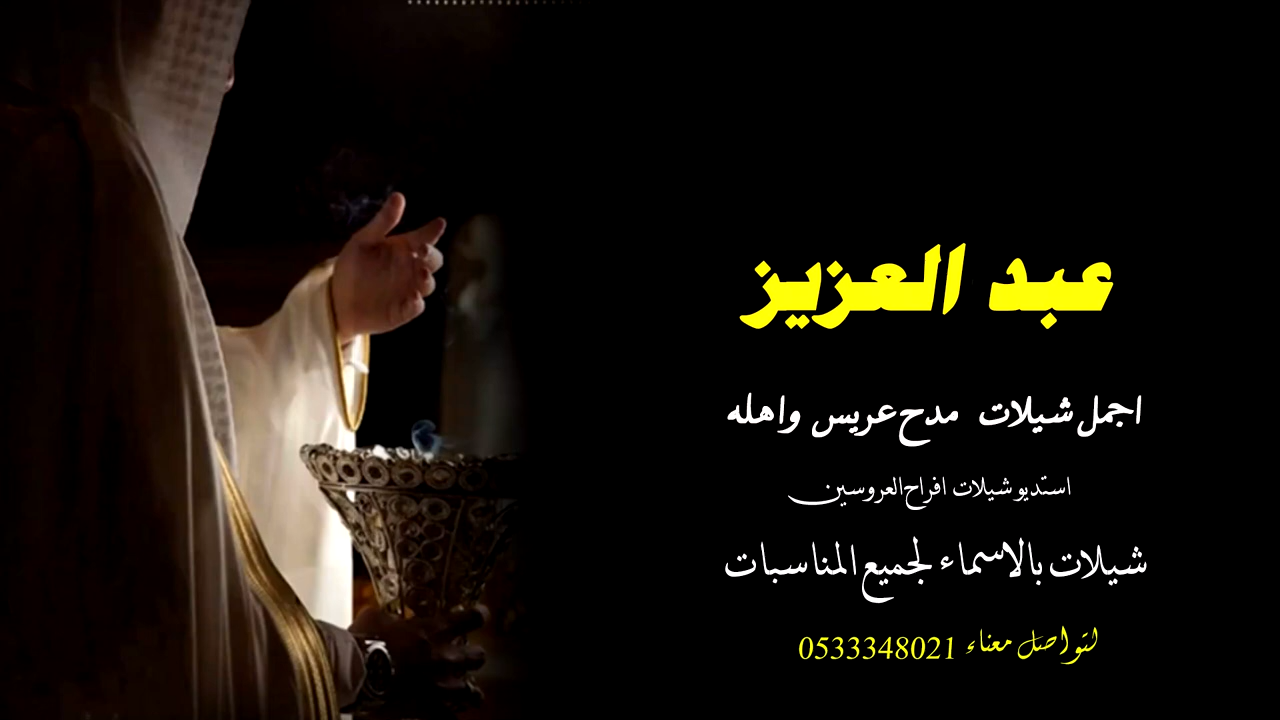 عبد العزيز
اجمل شيلات مدح عريس واهله
استديو شيلات افراح العروسين
شيلات بالاسماء لجميع المناسبات
لتواصل معناء 0533348021